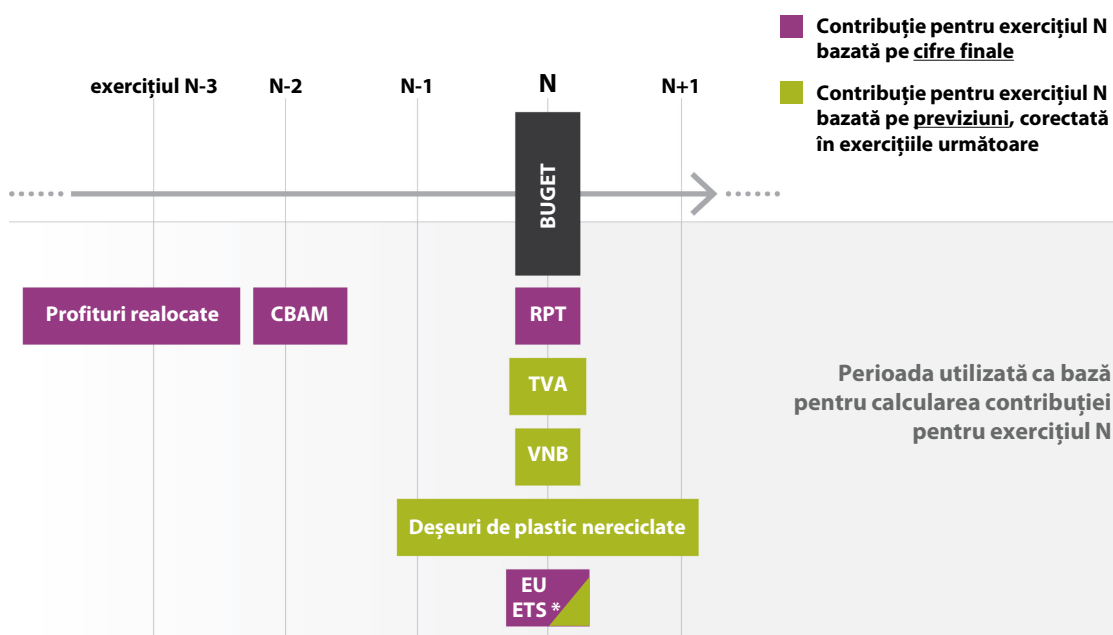 Contribuție pentru exercițiul N
bazată pe cifre finale
Contribuție pentru exercițiul N
bazată pe previziuni, corectată
în exercițiile următoare
exercițiul N-3
N-2
N-1
N
N+1
BUGET
Profituri realocate
CBAM
RPT
TVA
VNB
Deșeuri de plastic nereciclate
EU
ETS *
Perioada utilizată ca bază
pentru calcularea contribuției
pentru exercițiul N